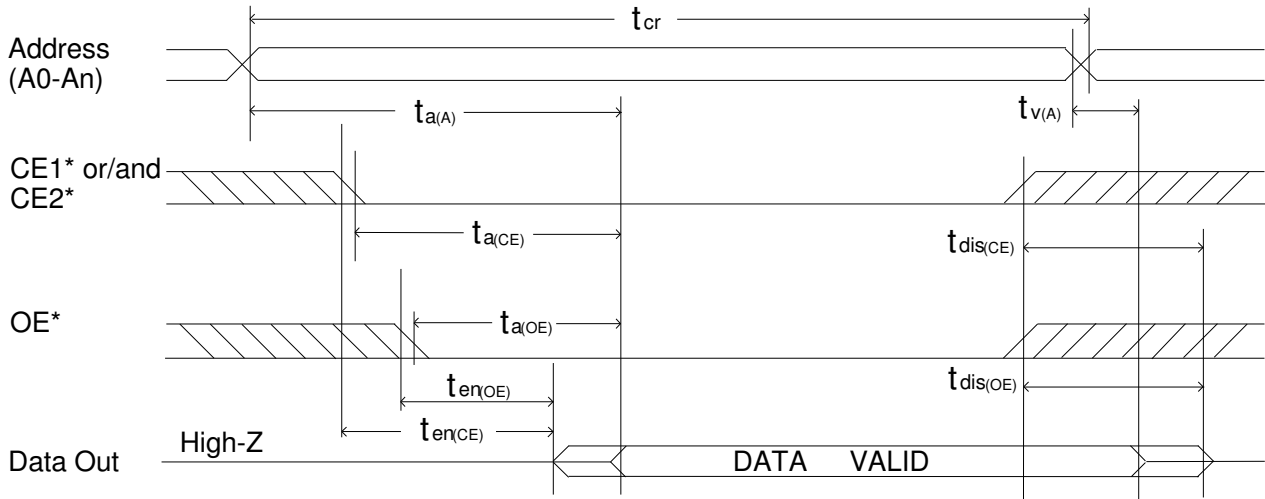 tcr
Address
(A0-An)
ta(A)
tv(A)
CE1* or/and
CE2*
ta(CE)
tdis(CE)
OE*
ta(OE)
tdis(OE)
ten(OE)
ten(CE)
High-Z
Data Out
DATA VALID